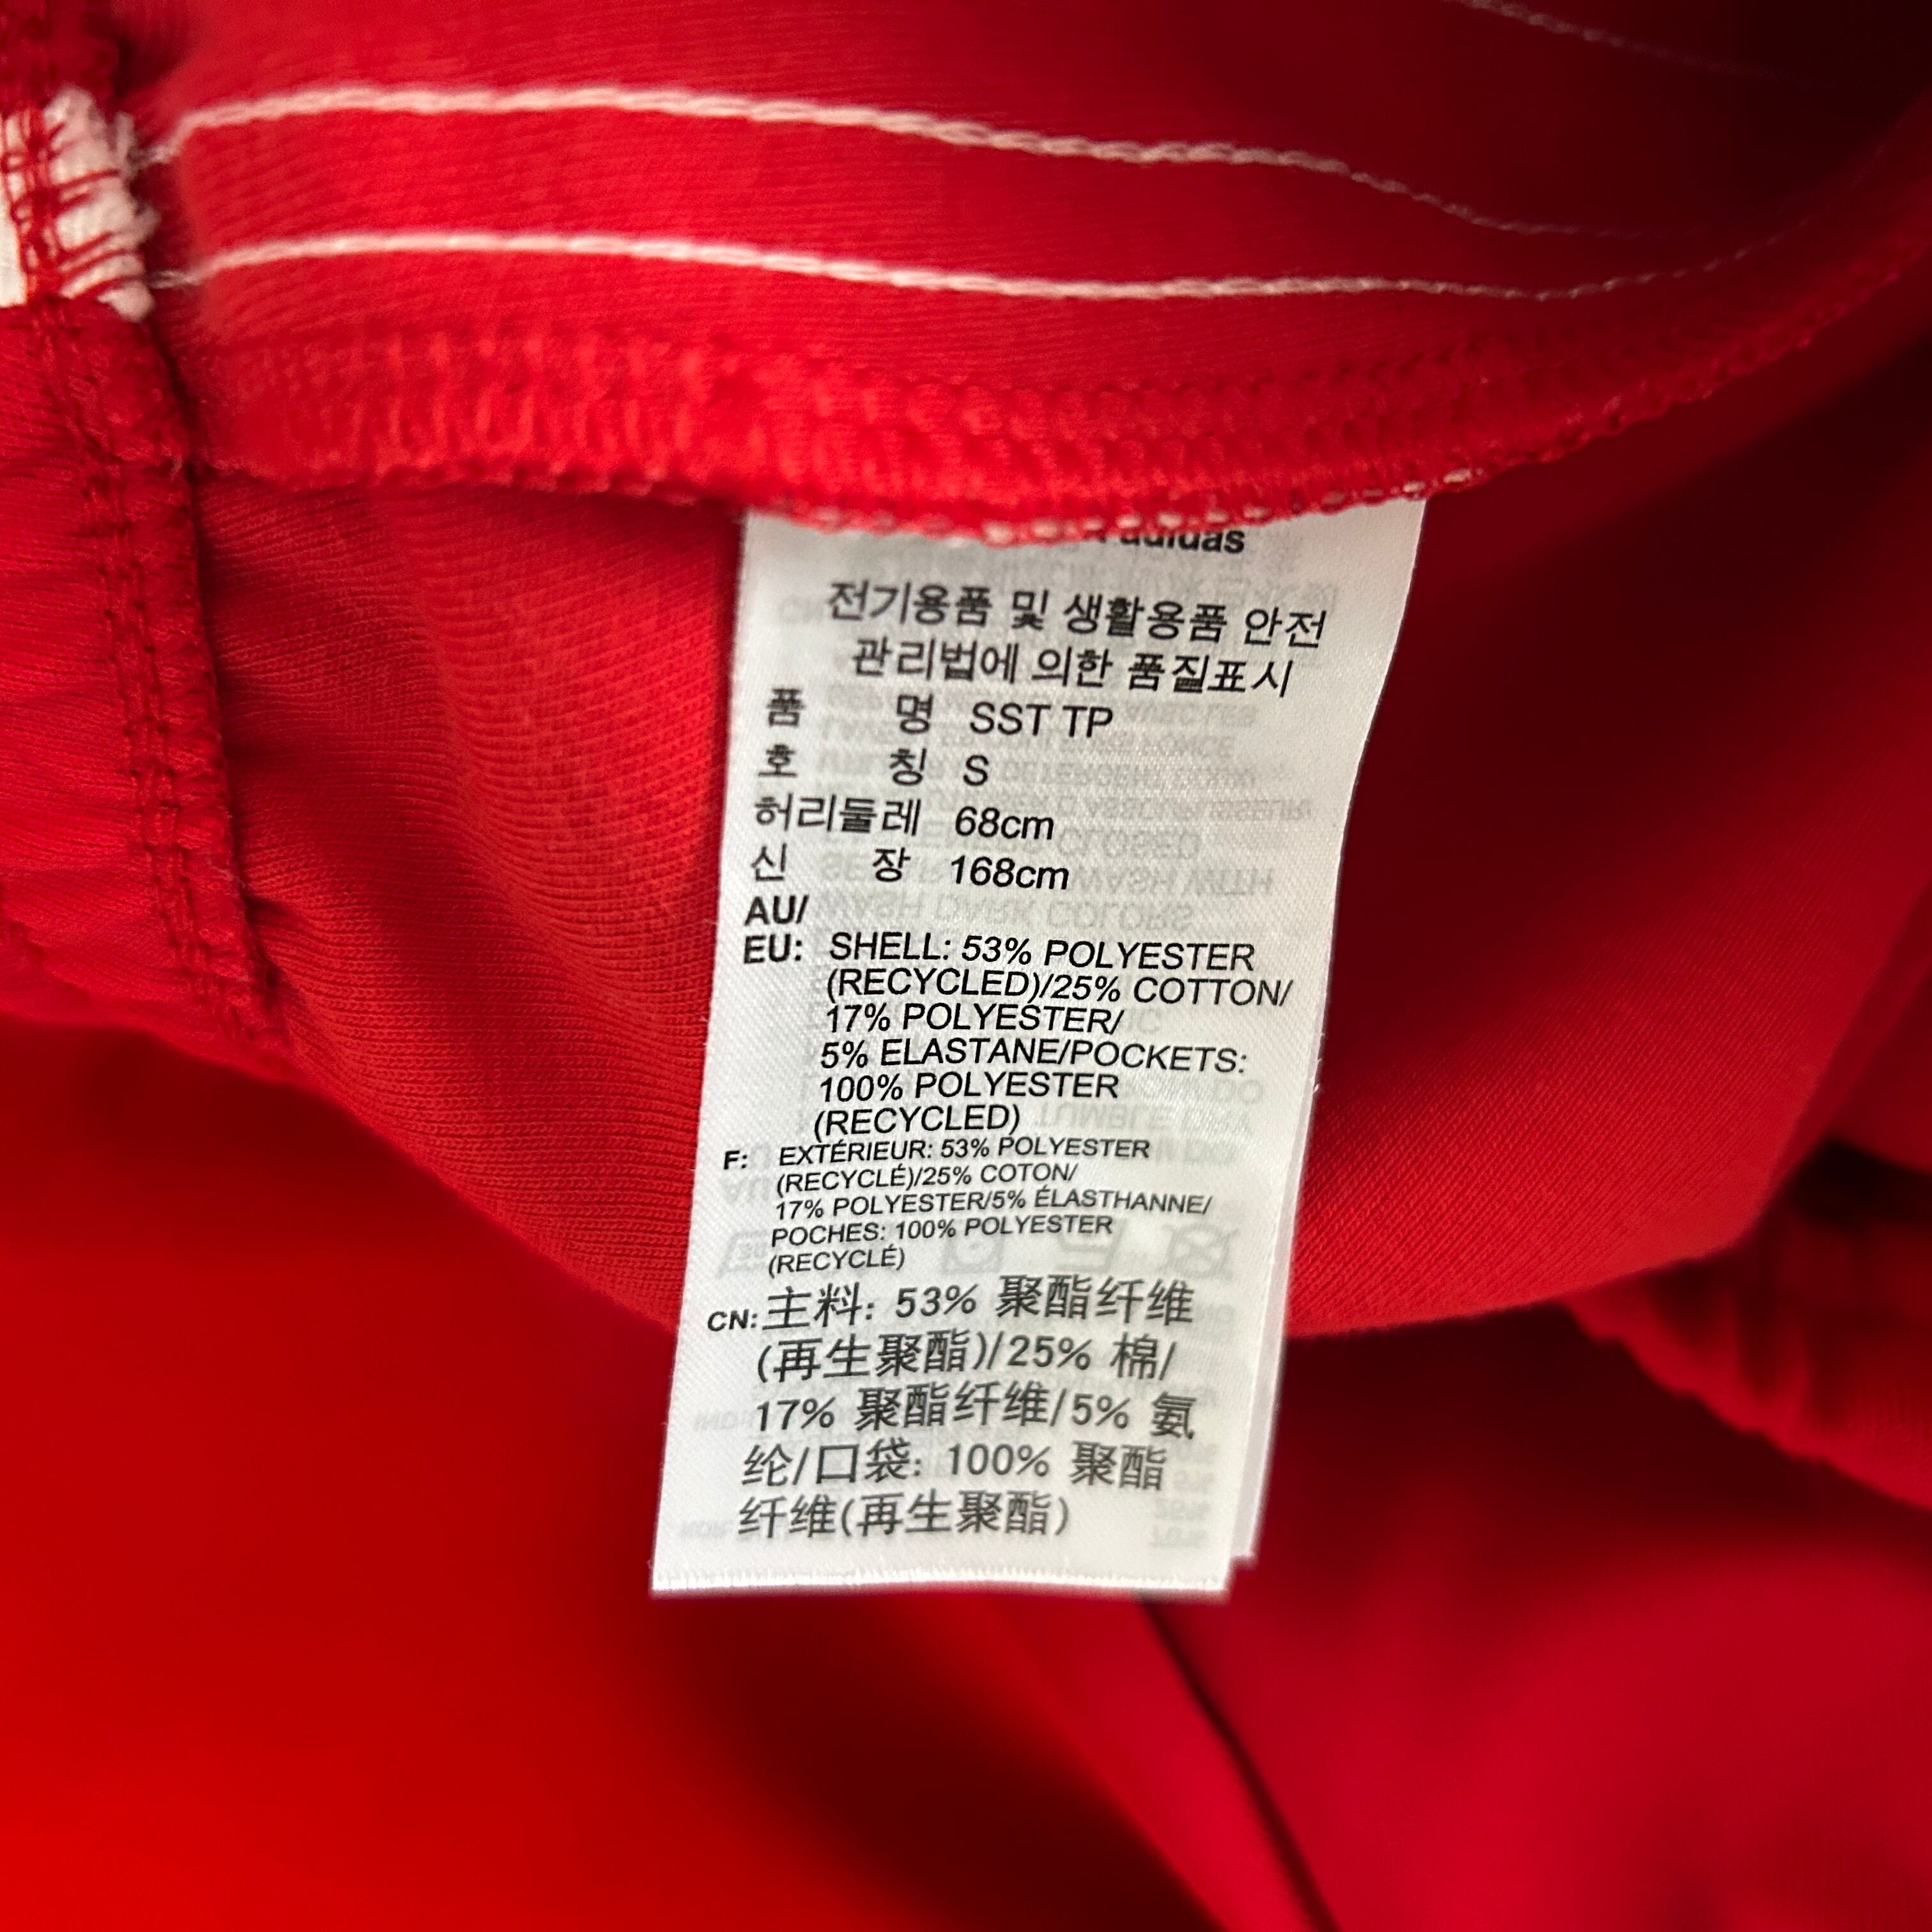 adidas
전기용품 및 생활용품 안전
관리법에 의한 품질표시
품 명 SST TP
호 칭 S
허리둘레 68cm
신 장 168cm
AU/
EU: SHELL: 53% POLYESTER
(RECYCLED)/25% COTTON/
17% POLYESTER/
5% ELASTANE/POCKETS:
100% POLYESTER
(RECYCLED)
F: EXTÉRIEUR: 53% POLYESTER
(RECYCLÉ)/25% COTON/
17% POLYESTER/5% ÉLASTHANNE/
POCHES: 100% POLYESTER
(RECYCLÉ)
CN: 主料: 53% 聚酯纤维
(再生聚酯)/25% 棉/
17% 聚酯纤维/5% 氨
纶/口袋: 100% 聚酯
纤维(再生聚酯)